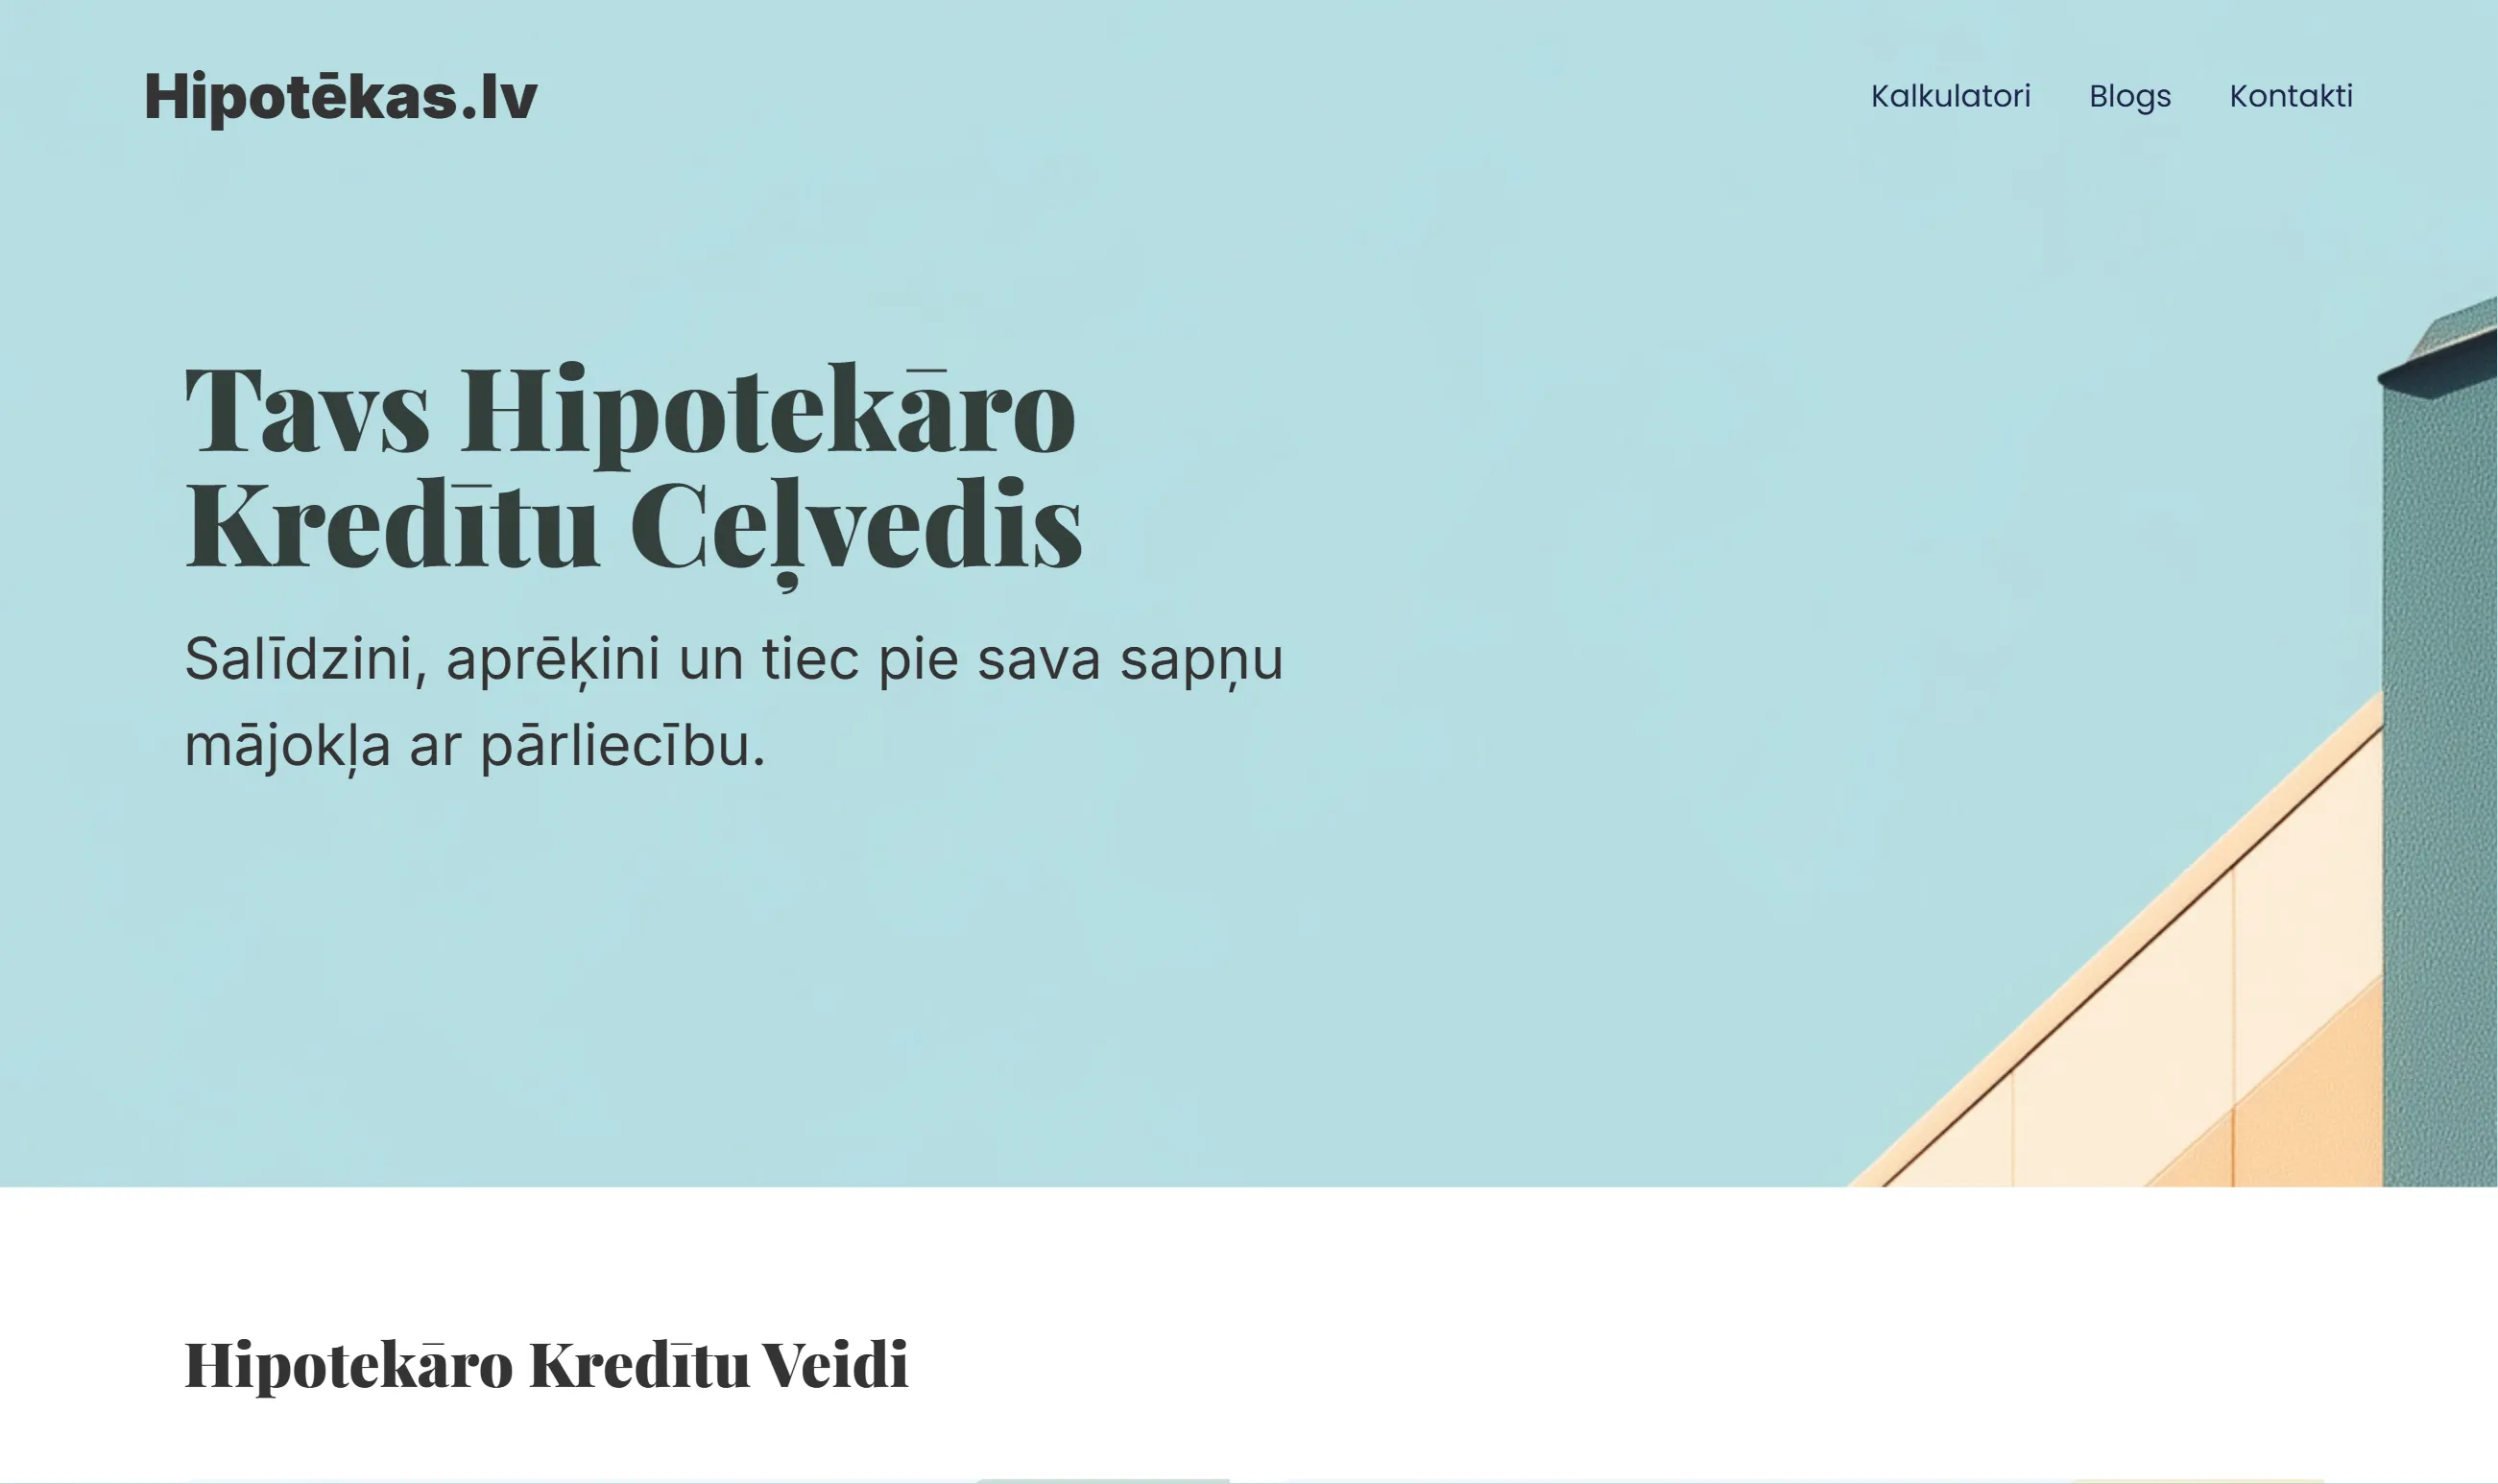 Hipotēkas.lv
Kalkulatori
Blogs
Kontakti
Tavs Hipotekāro
Kredītu Ceļvedis
Salīdzini, aprēķini un tiec pie sava sapņu
mājokļa ar pārliecību.
Hipotekāro Kredītu Veidi